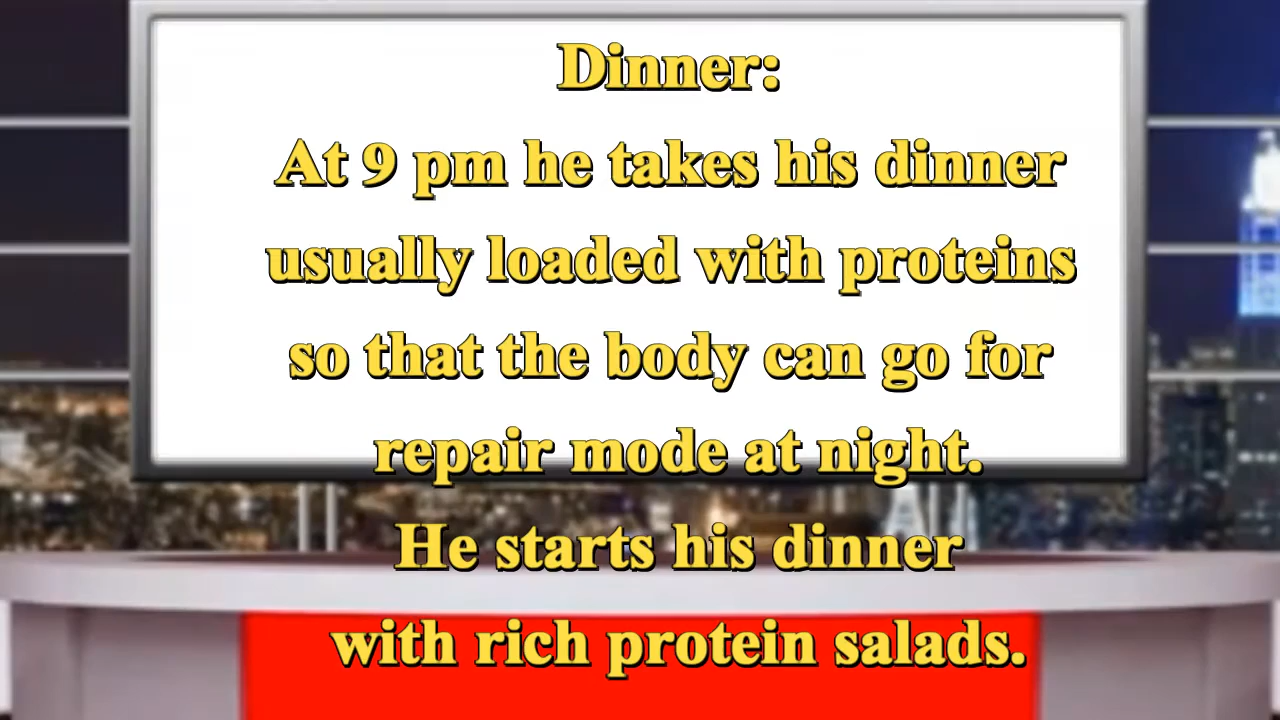 Dinner:
At 9 pm he takes his dinner
usually loaded with proteins
so that the body can go for
repair mode at night.
He starts his dinner
with rich protein salads.